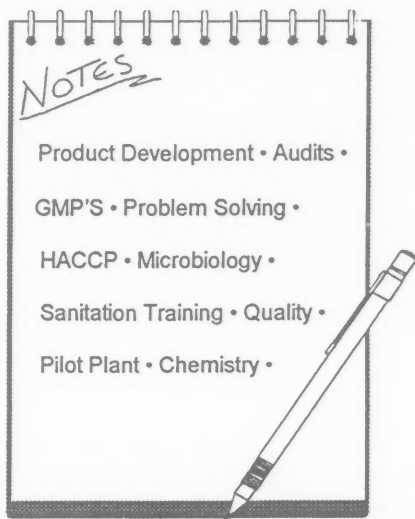 NOTES
Product Development • Audits •
GMP'S • Problem Solving •
HACCP • Microbiology •
Sanitation Training • Quality •
Pilot Plant • Chemistry •